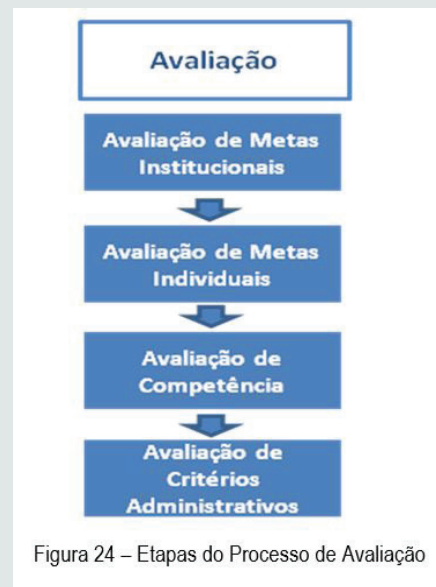 Avaliação
Avaliação de Metas
Institucionais
Avaliação de Metas
Individuais
Avaliação de
Competência
Avaliação de
Critérios
Administrativos
Figura 24 – Etapas do Processo de Avaliação